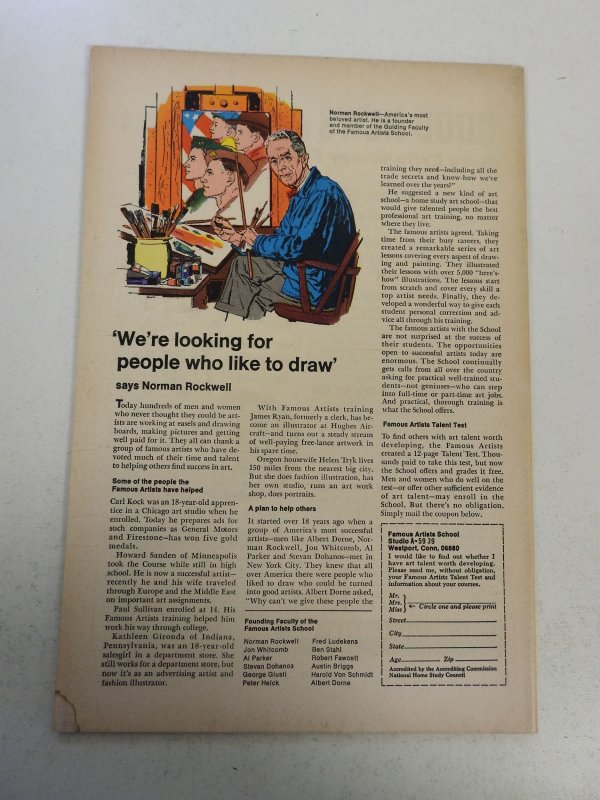 Norman Rockwell—America's most
beloved artist. He is a founder
and member of the Guiding Faculty
of the Famous Artists School.
'We're looking for
people who like to draw'
says Norman Rockwell
Today hundreds of men and women
who never thought they could be art-
ists are working at easels and drawing
boards, making pictures and getting
well paid for it. They all can thank a
group of famous artists who have de-
voted much of their time and talent
to helping others find success in art.
Some of the people the
Famous Artists have helped
Carl Kock was an 18-year-old appren-
tice in a Chicago art studio when he
enrolled. Today he prepares ads for
such companies as General Motors
and Firestone—has won five gold
medals.
Howard Sanden of Minneapolis
took the Course while still in high
school. He is now a successful artist—
recently he and his wife traveled
through Europe and the Middle East
on important art assignments.
Paul Sullivan enrolled at 14. His
Famous Artists training helped him
work his way through college.
Kathleen Gironda of Indiana,
Pennsylvania, was an 18-year-old
salesgirl in a department store. She
still works for a department store, but
now it's as an advertising artist and
fashion illustrator.
With Famous Artists training
James Ryan, formerly a clerk, has be-
come an illustrator at Hughes Air-
craft—and turns out a steady stream
of well-paying free-lance artwork in
his spare time.
Oregon housewife Helen Tryk lives
150 miles from the nearest big city.
But she does fashion illustration, has
her own studio, runs an art work
shop, does portraits.
A plan to help others
It started over 18 years ago when a
group of America's most successful
artists—men like Albert Dorne, Nor-
man Rockwell, Jon Whitcomb, Al
Parker and Stevan Dohanos—met in
New York City. They knew that all
over America there were people who
liked to draw who could be turned
into good artists. Albert Dorne asked,
"Why can't we give these people the
Founding Faculty of the
Famous Artists School
Norman Rockwell
Jon Whitcomb
Al Parker
Stevan Dohanos
George Giusti
Peter Helck
Fred Ludekens
Ben Stahl
Robert Fawcett
Austin Briggs
Harold Von Schmidt
Albert Dorne
training they need—including all the
trade secrets and know-how we've
learned over the years?"
He suggested a new kind of art
school—a home study art school—that
would give talented people the best
professional art training, no matter
where they live.
The famous artists agreed. Taking
time from their busy careers, they
created a remarkable series of art
lessons covering every aspect of draw-
ing and painting. They illustrated
their lessons with over 5,000 "here's-
how" illustrations. The lessons start
from scratch and cover every skill a
top artist needs. Finally, they de-
veloped a wonderful way to give each
student personal correction and ad-
vice all through his training.
The famous artists with the School
are not surprised at the success of
their students. The opportunities
open to successful artists today are
enormous. The School continually
gets calls from all over the country
asking for practical well-trained stu-
dents—not geniuses—who can step
into full-time or part-time art jobs.
And practical, thorough training is
what the School offers.
Famous Artists Talent Test
To find others with art talent worth
developing, the Famous Artists
created a 12-page Talent Test. Thou-
sands paid to take this test, but now
the School offers and grades it free.
Men and women who do well on the
test—or offer other sufficient evidence
of art talent—may enroll in the
School. But there's no obligation.
Simply mail the coupon below.
Famous Artists School
Studio A-5939
Westport, Conn. 06880
I would like to find out whether I
have art talent worth developing.
Please send me, without obligation,
your Famous Artists Talent Test and
information about your courses.
Mr.
Mrs.
Miss
← Circle one and please print
Street
City
State
Age Zip
Accredited by the Accrediting Commission
National Home Study Council